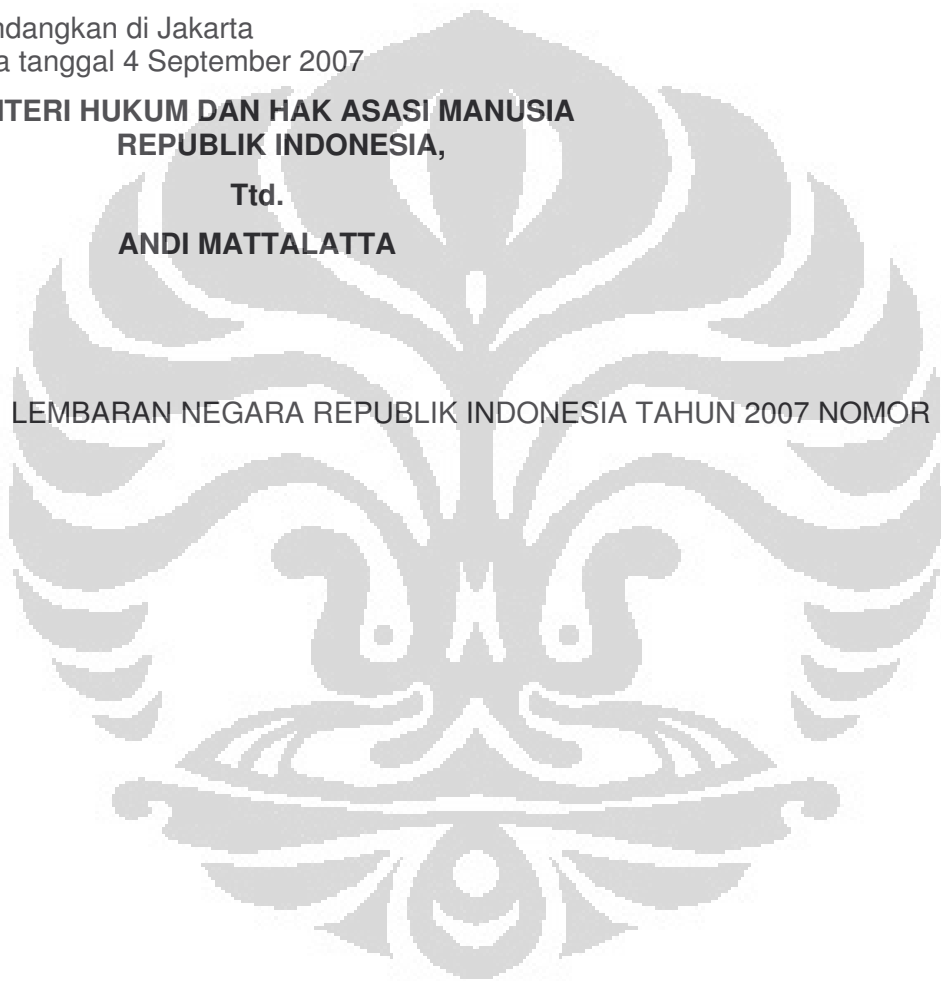 ndangkan di Jakarta
a tanggal 4 September 2007
NTERI HUKUM DAN HAK ASASI MANUSIA
REPUBLIK INDONESIA,
Ttd.
ANDI MATTALATTA
LEMBARAN NEGARA REPUBLIK INDONESIA TAHUN 2007 NOMOR